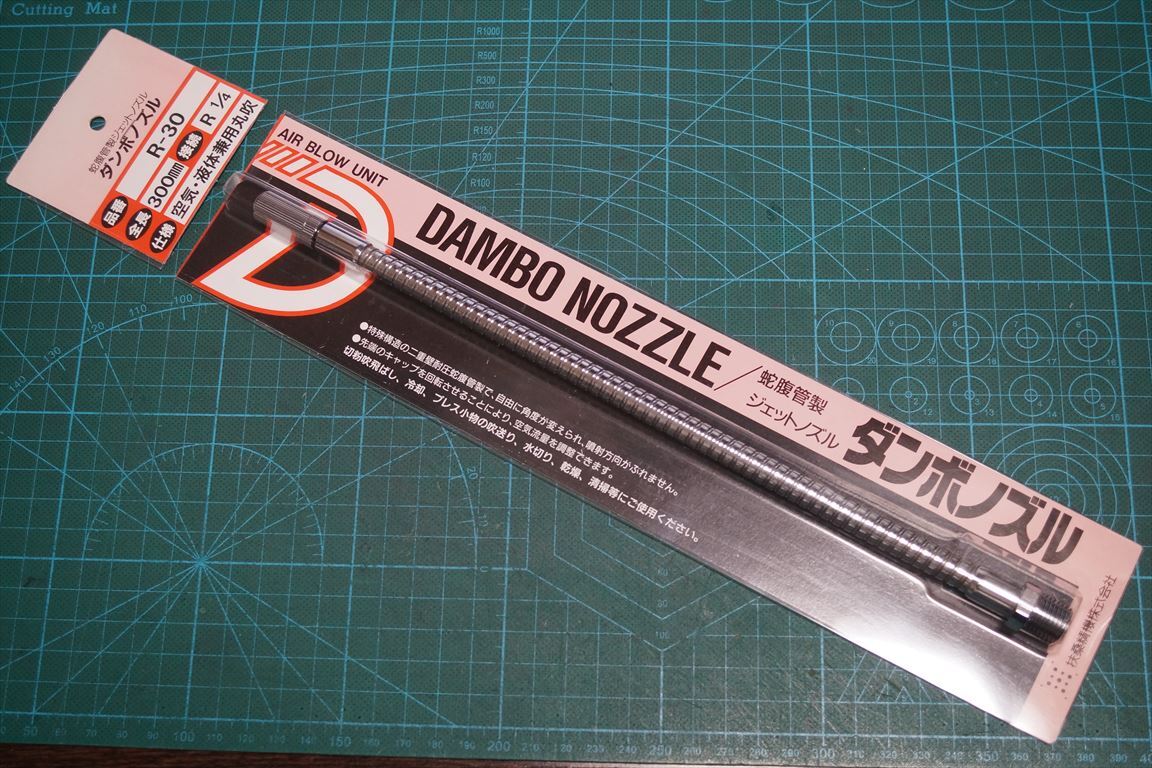 Cutting Mat
蛇腹管製ジェットノズル
ダンボノズル
品番 R-30
全長 300mm 接続 R 1/4
仕様 空気・液体兼用丸吹
AIR BLOW UNIT
D
DAMBO NOZZLE/蛇腹管製
ジェットノズル
ダンボノズル
●特殊構造の二重壁耐圧蛇腹管製で、自由に角度が変えられ、噴射方向がぶれません。
●先端のキャップを回転させることにより、空気流量を調整できます。
切粉吹飛ばし、冷却、プレス小物の吹送り、水切り、乾燥、清掃等にご使用ください。
扶桑精機株式会社
R1000
R500
R300
R200
R150
R120
R100